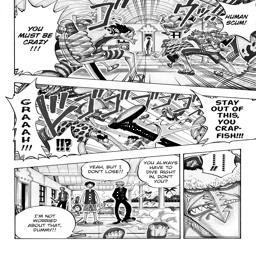 HUMAN
SCUM!
YOU MUST
BE
CRAZY
!!!
STAY
OUT OF
THIS,
YOU
CRAP-
FISH!!!
GRAAAAH
!!!
!!?
!!!
YOU ALWAYS
HAVE TO
DIVE RIGHT
IN, DON'T
YOU?
YEAH, BUT I
DON'T LOSE!!
I'M NOT
WORRIED
ABOUT THAT,
DUMMY!!